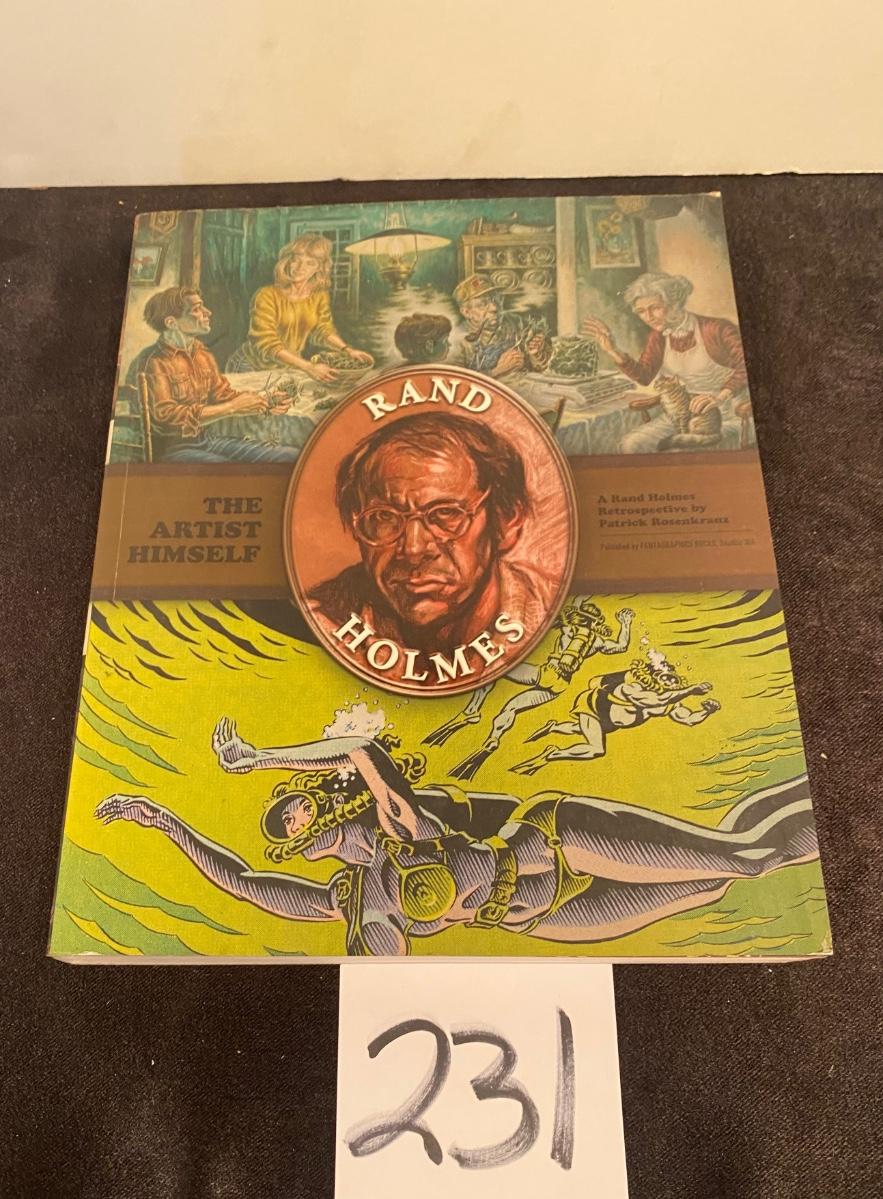 RAND
THE
ARTIST
HIMSELF
A Rand Holmes
Retrospective by
Patrick Rosenkranz
Published by FANTAGRAPHICS BOOKS, Seattle WA
HOLMES
231